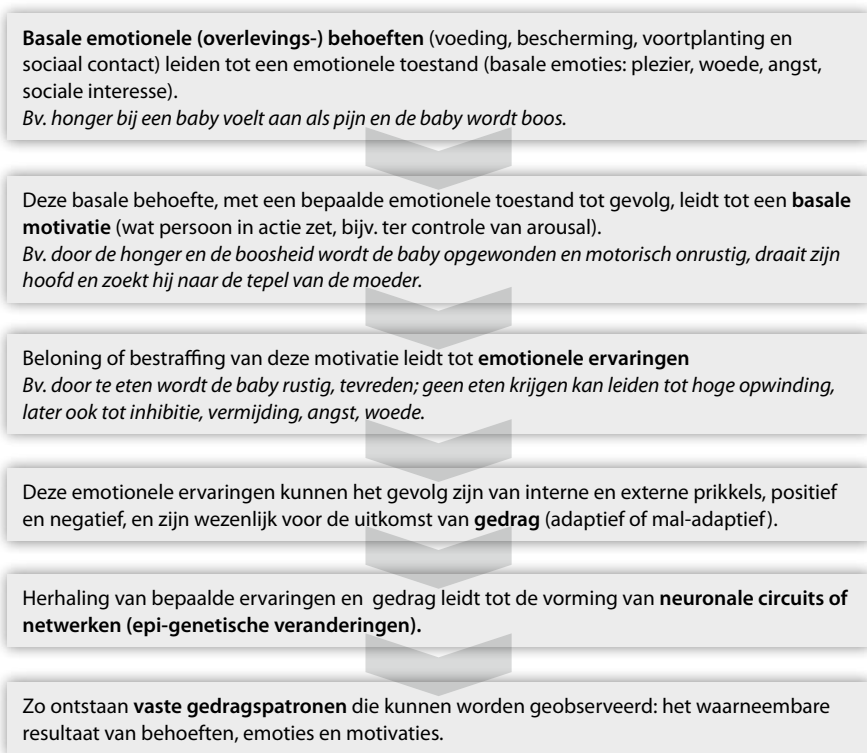 Basale emotionele (overlevings-) behoeften (voeding, bescherming, voortplanting en
sociaal contact) leiden tot een emotionele toestand (basale emoties: plezier, woede, angst,
sociale interesse).
Bv. honger bij een baby voelt aan als pijn en de baby wordt boos.
Deze basale behoefte, met een bepaalde emotionele toestand tot gevolg, leidt tot een basale
motivatie (wat persoon in actie zet, bijv. ter controle van arousal).
Bv. door de honger en de boosheid wordt de baby opgewonden en motorisch onrustig, draait zijn
hoofd en zoekt hij naar de tepel van de moeder.
Beloning of bestraffing van deze motivatie leidt tot emotionele ervaringen
Bv. door te eten wordt de baby rustig, tevreden; geen eten krijgen kan leiden tot hoge opwinding,
later ook tot inhibitie, vermijding, angst, woede.
Deze emotionele ervaringen kunnen het gevolg zijn van interne en externe prikkels, positief
en negatief, en zijn wezenlijk voor de uitkomst van gedrag (adaptief of mal-adaptief).
Herhaling van bepaalde ervaringen en gedrag leidt tot de vorming van neuronale circuits of
netwerken (epi-genetische veranderingen).
Zo ontstaan vaste gedragspatronen die kunnen worden geobserveerd: het waarneembare
resultaat van behoeften, emoties en motivaties.